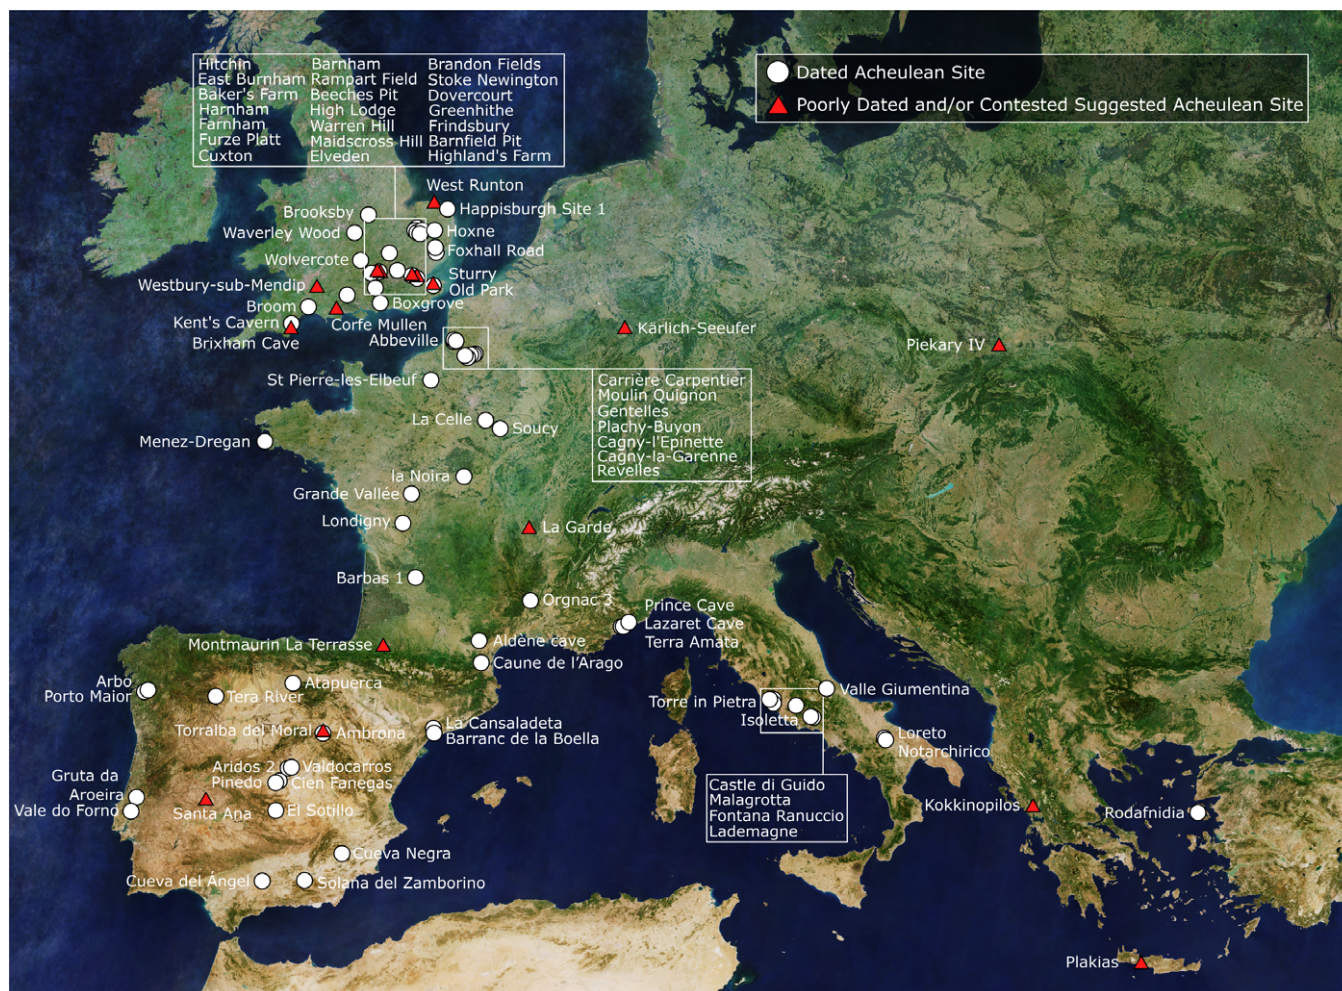 Hitchin Barnham Brandon Fields
East Burnham Rampart Field Stoke Newington
Baker's Farm Beeches Pit Dovercourt
Harnham High Lodge Greenhithe
Farnham Warren Hill Frindsbury
Furze Platt Maidscross Hill Barnfield Pit
Cuxton Elveden Highland's Farm
Dated Acheulean Site
Poorly Dated and/or Contested Suggested Acheulean Site
West Runton
Happisburgh Site 1
Brooksby
Waverley Wood
Hoxne
Foxhall Road
Wolvercote
Sturry
Old Park
Westbury-sub-Mendip
Broom
Boxgrove
Kent's Cavern
Brixham Cave
Corfe Mullen
Abbeville
Kärlich-Seeufer
Piekary IV
St Pierre-les-Elbeuf
Carrière Carpentier
Moulin Quignon
Gentelles
Plachy-Buyon
Cagny-l'Epinette
Cagny-la-Garenne
Revelles
La Celle
Soucy
Menez-Dregan
la Noira
Grande Vallée
Londigny
La Garde
Barbas 1
Orgnac 3
Prince Cave
Lazaret Cave
Terra Amata
Montmaurin La Terrasse
Aldène cave
Caune de l'Arago
Arbo
Porto Maior
Tera River
Atapuerca
Valle Giumentina
Torre in Pietra
Isoletta
La Cansaladeta
Barranc de la Boella
Torralba del Moral
Ambrona
Loreto
Notarchirico
Aridos 2
Valdocarros
Pinedo
Cien Fanegas
Gruta da
Aroeira
Vale do Forno
Santa Ana
El Sotillo
Castle di Guido
Malagrotta
Fontana Ranuccio
Lademagne
Kokkinopilos
Rodafnidia
Cueva Negra
Cueva del Ángel
Solana del Zamborino
Plakias